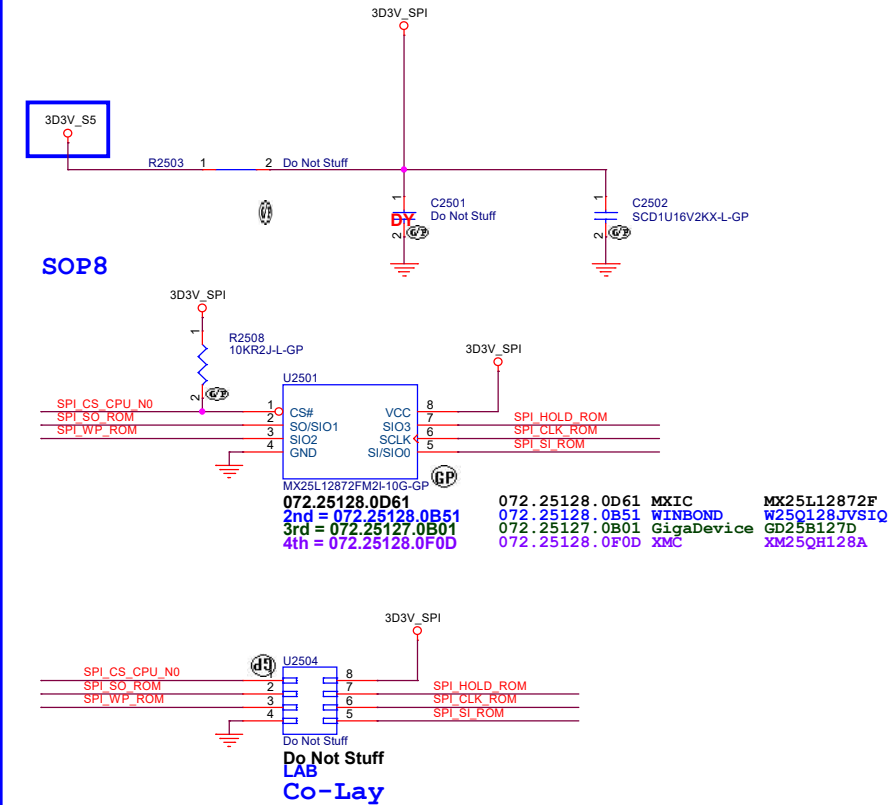 3D3V_SPI
3D3V_S5
R2503 1 2 Do Not Stuff
1 C2501
DY Do Not Stuff
2 G/P
1 C2502
SCD1U16V2KX-L-GP
2 G/P
G/P
SOP8
3D3V_SPI
1 R2508
10KR2J-L-GP
2 G/P
3D3V_SPI
U2501
SPI_CS_CPU_N0 1 CS# VCC 8
SPI_SO_ROM 2 SO/SIO1 SIO3 7 SPI_HOLD_ROM
SPI_WP_ROM 3 SIO2 SCLK 6 SPI_CLK_ROM
4 GND SI/SIO0 5 SPI_SI_ROM
MX25L12872FM2I-10G-GP GP
072.25128.0D61 072.25128.0D61 MXIC MX25L12872F
2nd = 072.25128.0B51 072.25128.0B51 WINBOND W25Q128JVSIQ
3rd = 072.25127.0B01 072.25127.0B01 GigaDevice GD25B127D
4th = 072.25128.0F0D 072.25128.0F0D XMC XM25QH128A
3D3V_SPI
GP U2504
SPI_CS_CPU_N0 1 8
SPI_SO_ROM 2 7 SPI_HOLD_ROM
SPI_WP_ROM 3 6 SPI_CLK_ROM
4 5 SPI_SI_ROM
Do Not Stuff
Do Not Stuff
LAB
Co-Lay